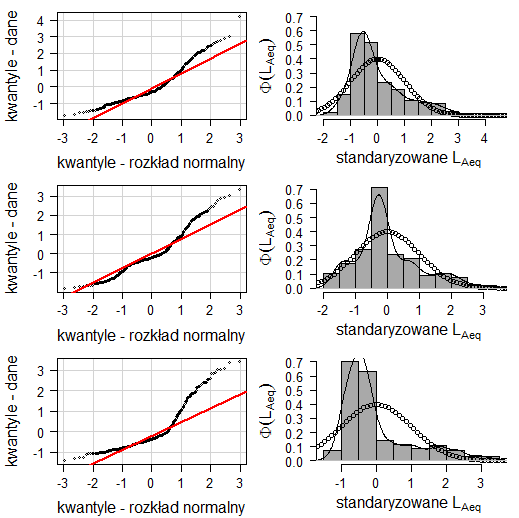 kwantyle - dane
4
3
2
1
0
-1
-3 -2 -1 0 1 2 3
kwantyle - rozkład normalny
Φ(LAeq.)
0.7
0.6
0.5
0.4
0.3
0.2
0.1
0.0
-2 -1 0 1 2 3 4
standaryzowane LAeq
kwantyle - dane
3
2
1
0
-1
-3 -2 -1 0 1 2 3
kwantyle - rozkład normalny
Φ(LAeq.)
0.7
0.6
0.5
0.4
0.3
0.2
0.1
0.0
-2 -1 0 1 2 3
standaryzowane LAeq
kwantyle - dane
3
2
1
0
-1
-3 -2 -1 0 1 2 3
kwantyle - rozkład normalny
Φ(LAeq.)
0.7
0.6
0.5
0.4
0.3
0.2
0.1
0.0
-1 0 1 2 3
standaryzowane LAeq